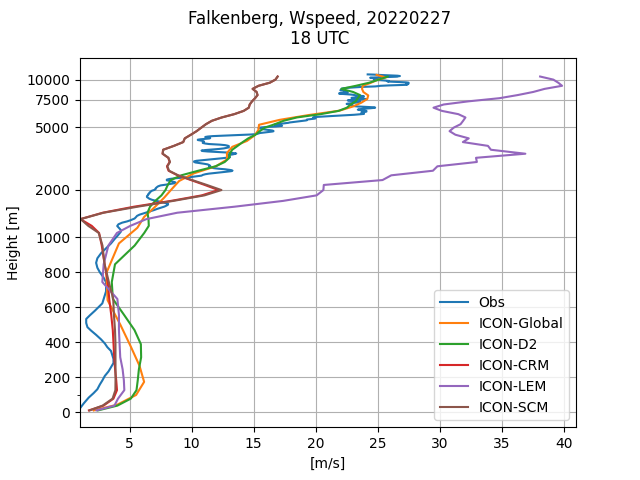 Falkenberg, Wspeed, 20220227
18 UTC
10000
7500
5000
2000
1000
800
600
400
200
0
Height [m]
5
10
15
20
25
30
35
40
[m/s]
Obs
ICON-Global
ICON-D2
ICON-CRM
ICON-LEM
ICON-SCM